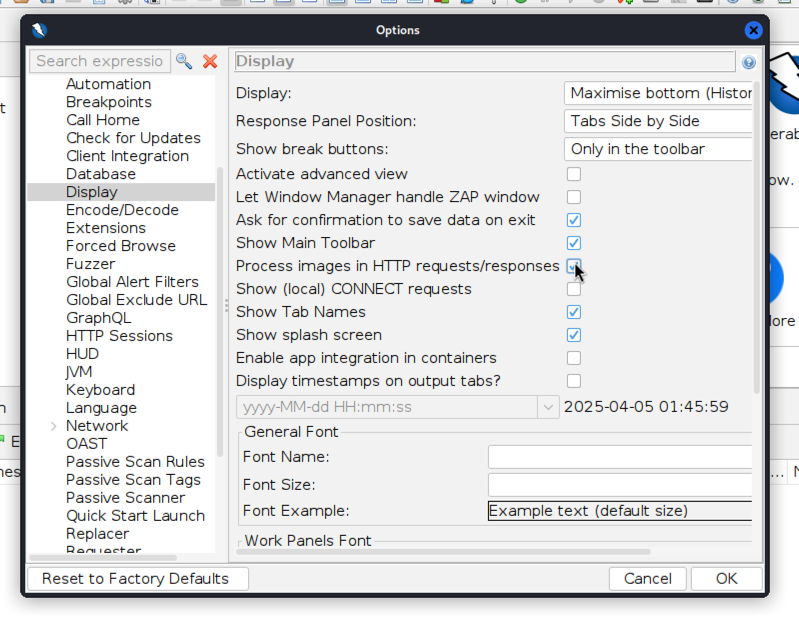 Options
Search expressio
Automation
Breakpoints
Call Home
Check for Updates
Client Integration
Database
Display
Encode/Decode
Extensions
Forced Browse
Fuzzer
Global Alert Filters
Global Exclude URL
GraphQL
HTTP Sessions
HUD
JVM
Keyboard
Language
Network
OAST
Passive Scan Rules
Passive Scan Tags
Passive Scanner
Quick Start Launch
Replacer
Requester
Display
Display: Maximise bottom (Histor
Response Panel Position: Tabs Side by Side
Show break buttons: Only in the toolbar
Activate advanced view
Let Window Manager handle ZAP window
Ask for confirmation to save data on exit
Show Main Toolbar
Process images in HTTP requests/responses
Show (local) CONNECT requests
Show Tab Names
Show splash screen
Enable app integration in containers
Display timestamps on output tabs?
yyyy-MM-dd HH:mm:ss 2025-04-05 01:45:59
General Font
Font Name:
Font Size:
Font Example: Example text (default size)
Work Panels Font
Reset to Factory Defaults
Cancel
OK
erab
ow.
lore